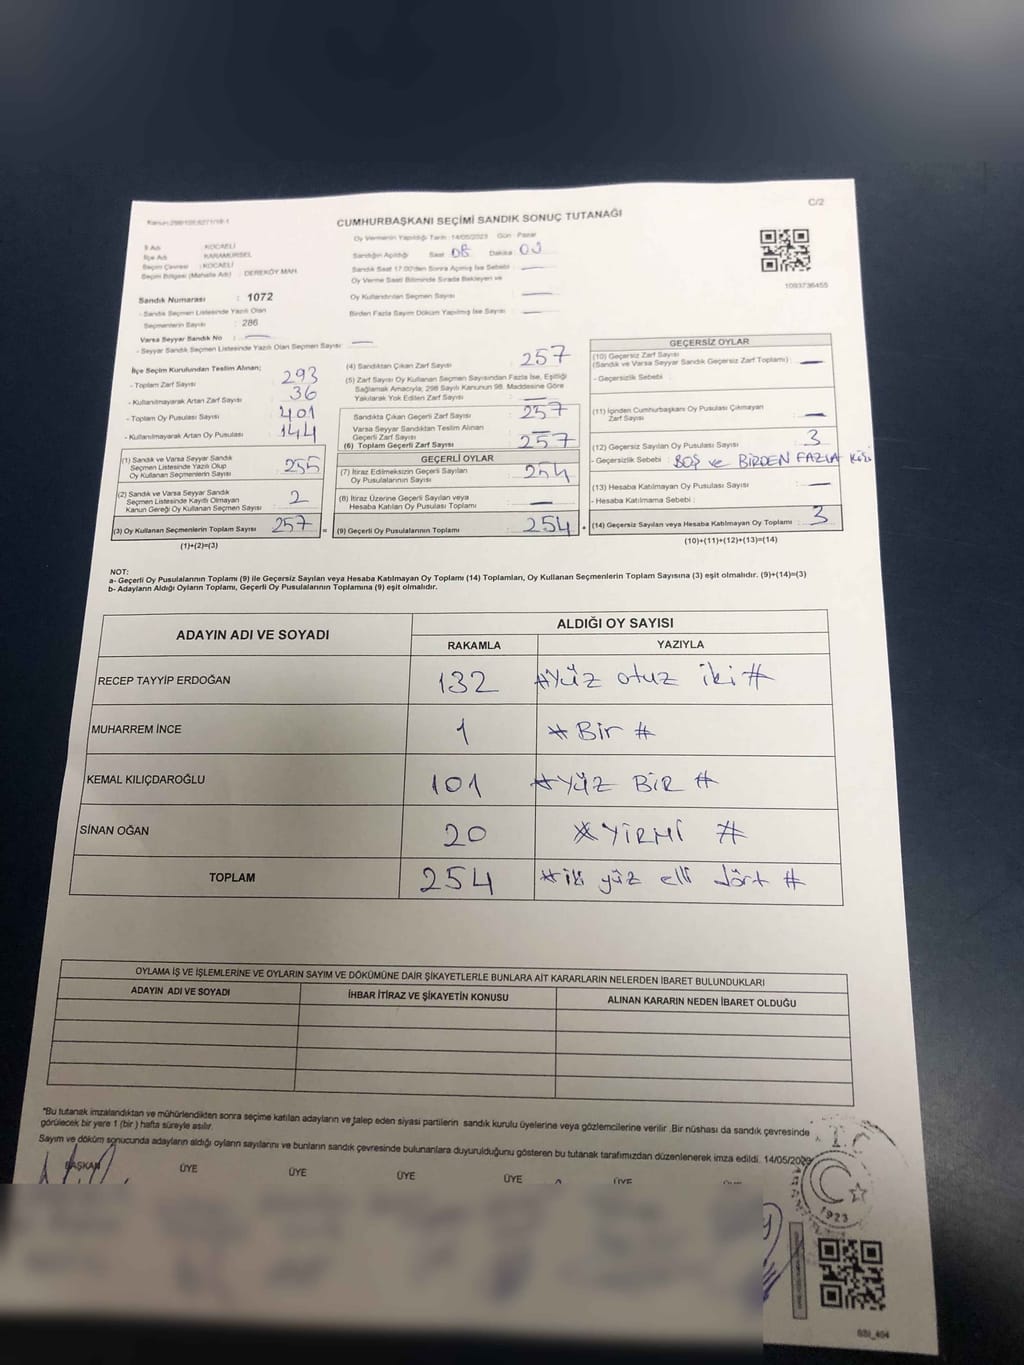 C/2
CUMHURBAŞKANI SEÇİMİ SANDIK SONUÇ TUTANAĞI
Oy Vermenin Yapıldığı Tarih :14/05/2023 Gün : Pazar
İl Adı : KOCAELİ
İlçe Adı : KARAMÜRSEL
Seçim Çevresi : KOCAELİ
Seçim Bölgesi (Mahalle Adı) : DEREKÖY MAH.
Sandığın Açıldığı Saat 08 Dakika : 03
Sandık Saat 17.00'den Sonra Açılmış İse Sebebi :
Oy Verme Saati Bitiminde Sırada Bekleyen ve
Oy Kullandırılan Seçmen Sayısı :
Birden Fazla Sayım Döküm Yapılmış İse Sayısı :
1093736455
Sandık Numarası : 1072
- Sandık Seçmen Listesinde Yazılı Olan
Seçmenlerin Sayısı : 286
Varsa Seyyar Sandık No :
- Seyyar Sandık Seçmen Listesinde Yazılı Olan Seçmen Sayısı :
İlçe Seçim Kurulundan Teslim Alınan;
- Toplam Zarf Sayısı : 293
- Kullanılmayarak Artan Zarf Sayısı : 36
- Toplam Oy Pusulası Sayısı : 401
- Kullanılmayarak Artan Oy Pusulası : 144
(1) Sandık ve Varsa Seyyar Sandık
Seçmen Listesinde Yazılı Olup
Oy Kullanan Seçmenlerin Sayısı : 255
(2) Sandık ve Varsa Seyyar Sandık
Seçmen Listesinde Kayıtlı Olmayan
Kanun Gereği Oy Kullanan Seçmen Sayısı : 2
(3) Oy Kullanan Seçmenlerin Toplam Sayısı : 257 =
(1)+(2)=(3)
(4) Sandıktan Çıkan Zarf Sayısı : 257
(5) Zarf Sayısı Oy Kullanan Seçmen Sayısından Fazla İse, Eşitliği
Sağlamak Amacıyla, 298 Sayılı Kanunun 98. Maddesine Göre
Yakılarak Yok Edilen Zarf Sayısı :
Sandıkta Çıkan Geçerli Zarf Sayısı : 257
Varsa Seyyar Sandıktan Teslim Alınan
Geçerli Zarf Sayısı :
(6) Toplam Geçerli Zarf Sayısı : 257
GEÇERLİ OYLAR
(7) İtiraz Edilmeksizin Geçerli Sayılan
Oy Pusulalarının Sayısı : 254
(8) İtiraz Üzerine Geçerli Sayılan veya
Hesaba Katılan Oy Pusulası Toplamı :
(9) Geçerli Oy Pusulalarının Toplamı : 254 +
GEÇERSİZ OYLAR
(10) Geçersiz Zarf Sayısı
(Sandık ve Varsa Seyyar Sandık Geçersiz Zarf Toplamı) :
- Geçersizlik Sebebi :
(11) İçinden Cumhurbaşkanı Oy Pusulası Çıkmayan
Zarf Sayısı :
(12) Geçersiz Sayılan Oy Pusulası Sayısı : 3
- Geçersizlik Sebebi : BOŞ ve BİRDEN FAZLA
(13) Hesaba Katılmayan Oy Pusulası Sayısı :
- Hesaba Katılmama Sebebi :
(14) Geçersiz Sayılan veya Hesaba Katılmayan Oy Toplamı : 3
(10)+(11)+(12)+(13)=(14)
NOT:
a- Geçerli Oy Pusulalarının Toplamı (9) ile Geçersiz Sayılan veya Hesaba Katılmayan Oy Toplamı (14) Toplamları, Oy Kullanan Seçmenlerin Toplam Sayısına (3) eşit olmalıdır. (9)+(14)=(3)
b- Adayların Aldığı Oyların Toplamı, Geçerli Oy Pusulalarının Toplamına (9) eşit olmalıdır.
ADAYIN ADI VE SOYADI ALDIĞI OY SAYISI
RAKAMLA YAZIYLA
RECEP TAYYİP ERDOĞAN 132 #Yüz otuz iki#
MUHARREM İNCE 1 # Bir #
KEMAL KILIÇDAROĞLU 101 #YÜZ BİR #
SİNAN OĞAN 20 #YİRMİ #
TOPLAM 254 #iki yüz elli dört #
OYLAMA İŞ VE İŞLEMLERİNE VE OYLARIN SAYIM VE DÖKÜMÜNE DAİR ŞİKAYETLERLE BUNLARA AİT KARARLARIN NELERDEN İBARET BULUNDUKLARI
ADAYIN ADI VE SOYADI İHBAR İTİRAZ VE ŞİKAYETİN KONUSU ALINAN KARARIN NEDEN İBARET OLDUĞU
*Bu tutanak imzalandıktan ve mühürlendikten sonra seçime katılan adayların ve talep eden siyasi partilerin sandık kurulu üyelerine veya gözlemcilerine verilir .Bir nüshası da sandık çevresinde
görülecek bir yere 1 (bir ) hafta süreyle asılır.
Sayım ve döküm sonucunda adayların aldığı oyların sayılarını ve bunların sandık çevresinde bulunanlara duyurulduğunu gösteren bu tutanak tarafımızdan düzenlenerek imza edildi. 14/05/2023
BAŞKAN ÜYE ÜYE ÜYE ÜYE ÜYE
1923
SSI_404